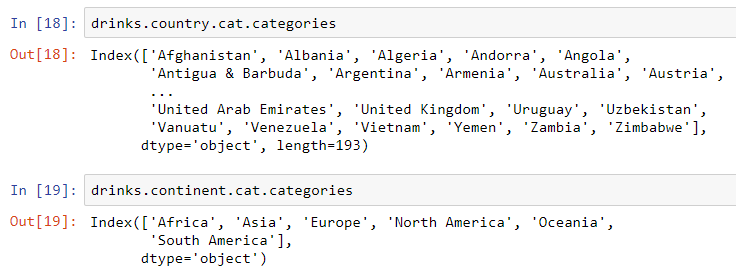 In [18]: drinks.country.cat.categories
Out[18]: Index(['Afghanistan', 'Albania', 'Algeria', 'Andorra', 'Angola',
'Antigua & Barbuda', 'Argentina', 'Armenia', 'Australia', 'Austria',
...
'United Arab Emirates', 'United Kingdom', 'Uruguay', 'Uzbekistan',
'Vanuatu', 'Venezuela', 'Vietnam', 'Yemen', 'Zambia', 'Zimbabwe'],
dtype='object', length=193)
In [19]: drinks.continent.cat.categories
Out[19]: Index(['Africa', 'Asia', 'Europe', 'North America', 'Oceania',
'South America'],
dtype='object')